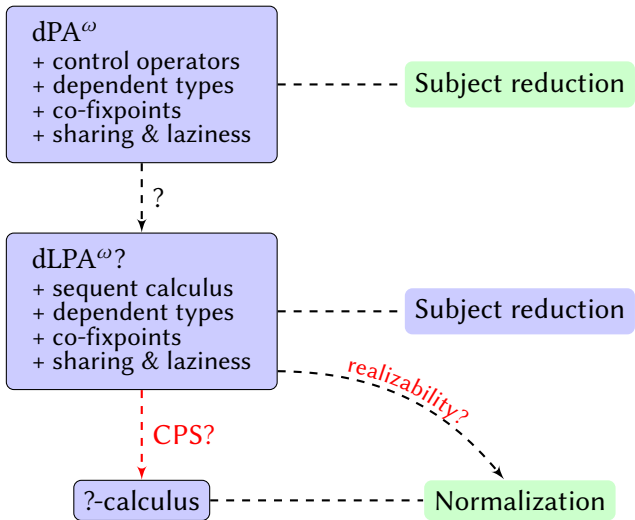 dPA^ω
+ control operators
+ dependent types
+ co-fixpoints
+ sharing & laziness
Subject reduction
?
dLPA^ω?
+ sequent calculus
+ dependent types
+ co-fixpoints
+ sharing & laziness
Subject reduction
realizability?
CPS?
?-calculus
Normalization